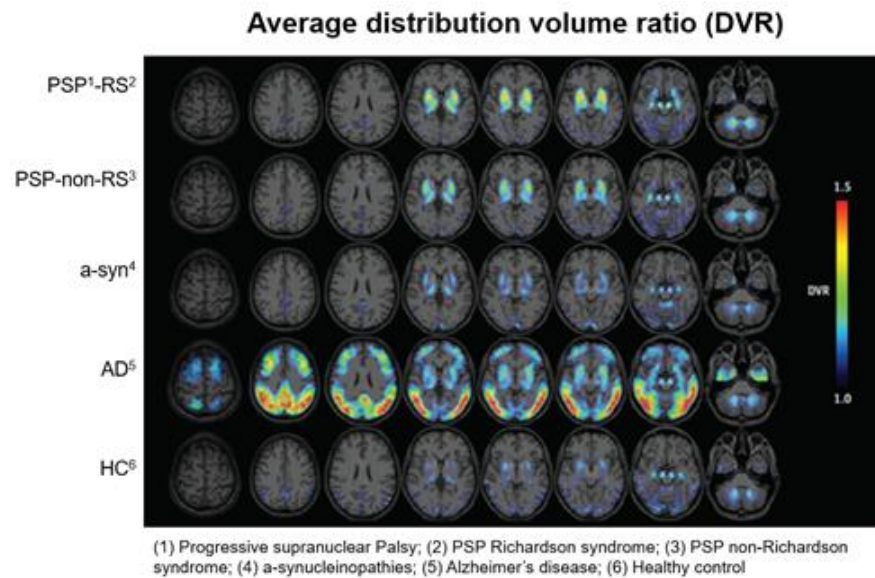 Average distribution volume ratio (DVR)
PSP¹-RS²
PSP-non-RS³
a-syn⁴
AD⁵
HC⁶
1.5
DVR
1.0
(1) Progressive supranuclear Palsy; (2) PSP Richardson syndrome; (3) PSP non-Richardson
syndrome; (4) a-synucleinopathies; (5) Alzheimer´s disease; (6) Healthy control